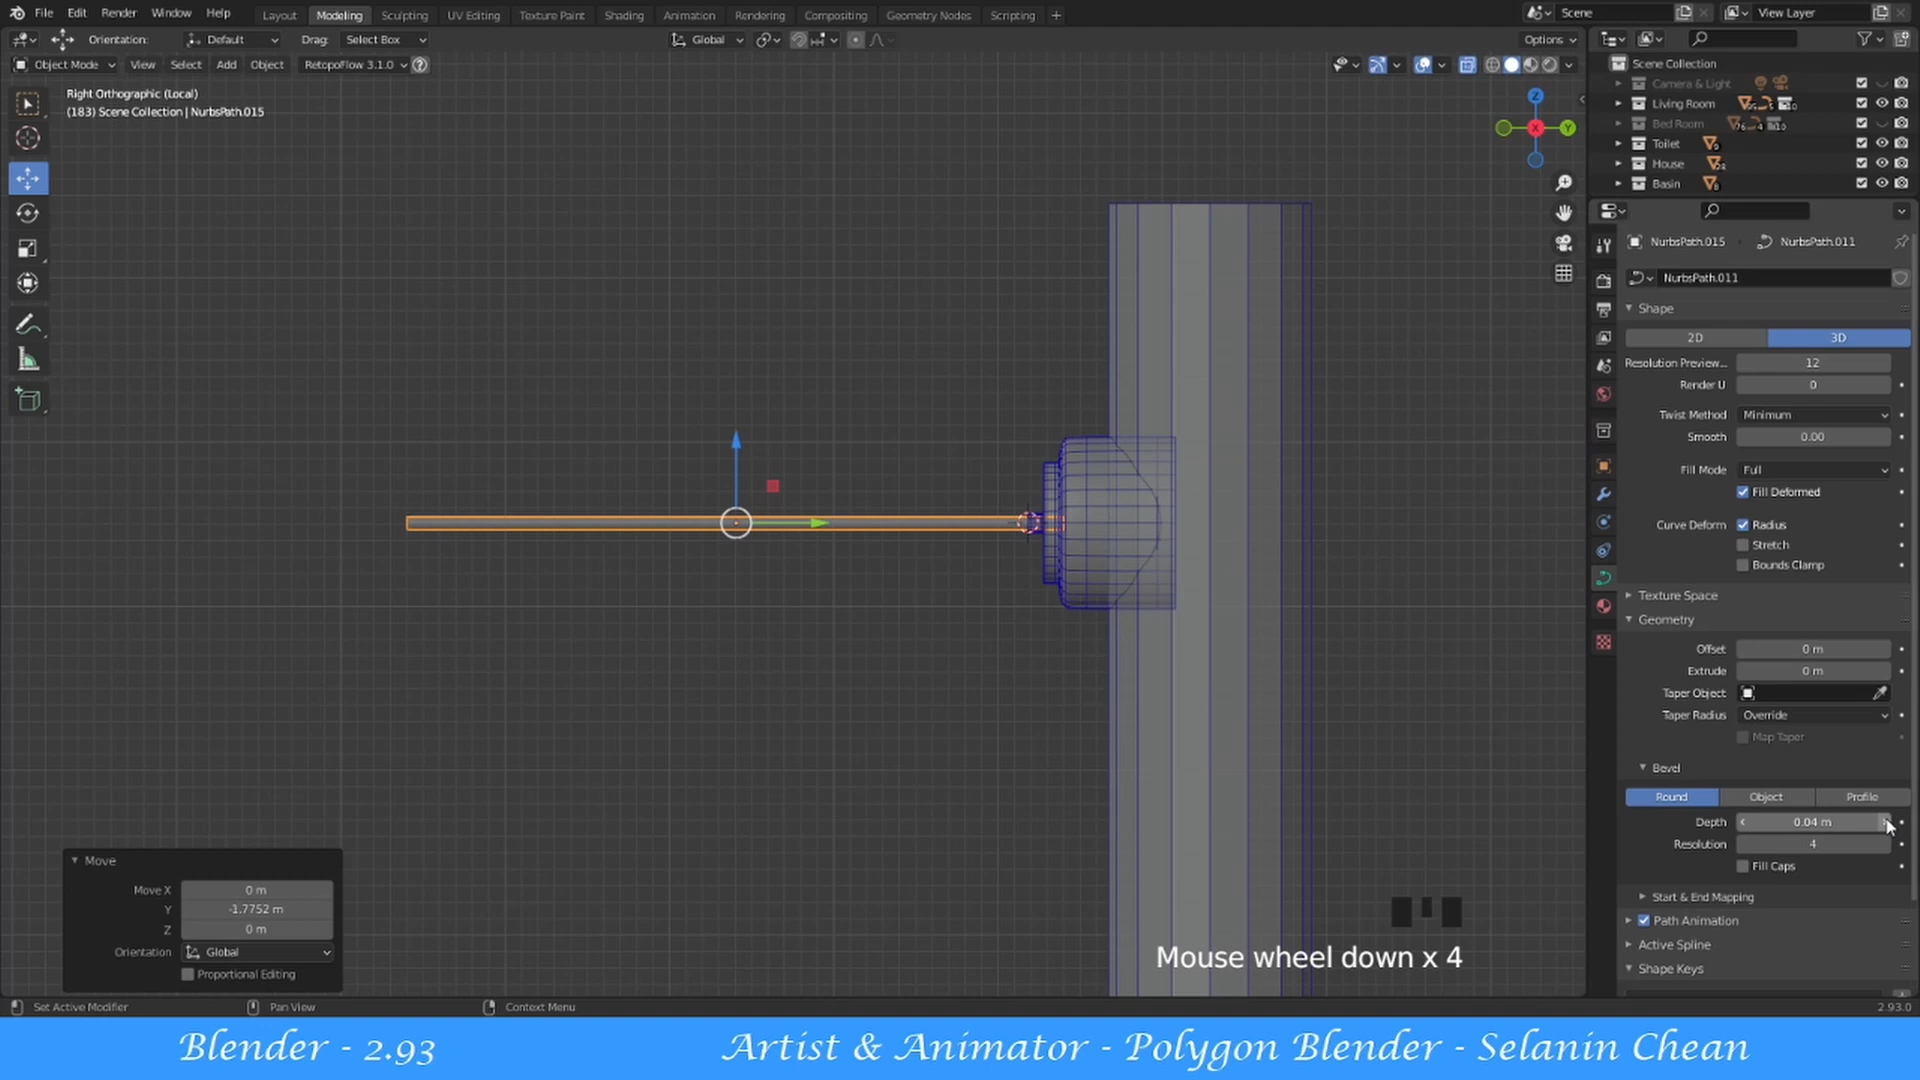 File Edit Render Window Help Layout Modeling Sculpting UV Editing Texture Paint Shading Animation Rendering Compositing Geometry Nodes Scripting + Scene View Layer
Orientation: Default Drag: Select Box Global Options
Object Mode View Select Add Object RetopoFlow 3.1.0
Right Orthographic (Local)
(183) Scene Collection | NurbsPath.015
Z
Y
X
Scene Collection
Camera & Light
Living Room
Bed Room
Toilet
House
Basin
NurbsPath.015 NurbsPath.011
NurbsPath.011
Shape
2D 3D
Resolution Preview... 12
Render U 0
Twist Method Minimum
Smooth 0.00
Fill Mode Full
Fill Deformed
Curve Deform Radius
Stretch
Bounds Clamp
Texture Space
Geometry
Offset 0 m
Extrude 0 m
Taper Object
Taper Radius Override
Map Taper
Bevel
Round Object Profile
Depth 0.04 m
Resolution 4
Fill Caps
Start & End Mapping
Path Animation
Active Spline
Shape Keys
Move
Move X 0 m
Y -1.7752 m
Z 0 m
Orientation Global
Proportional Editing
Mouse wheel down x 4
Set Active Modifier Pan View Context Menu 2.93.0
Blender - 2.93 Artist & Animator - Polygon Blender - Selanin Chean